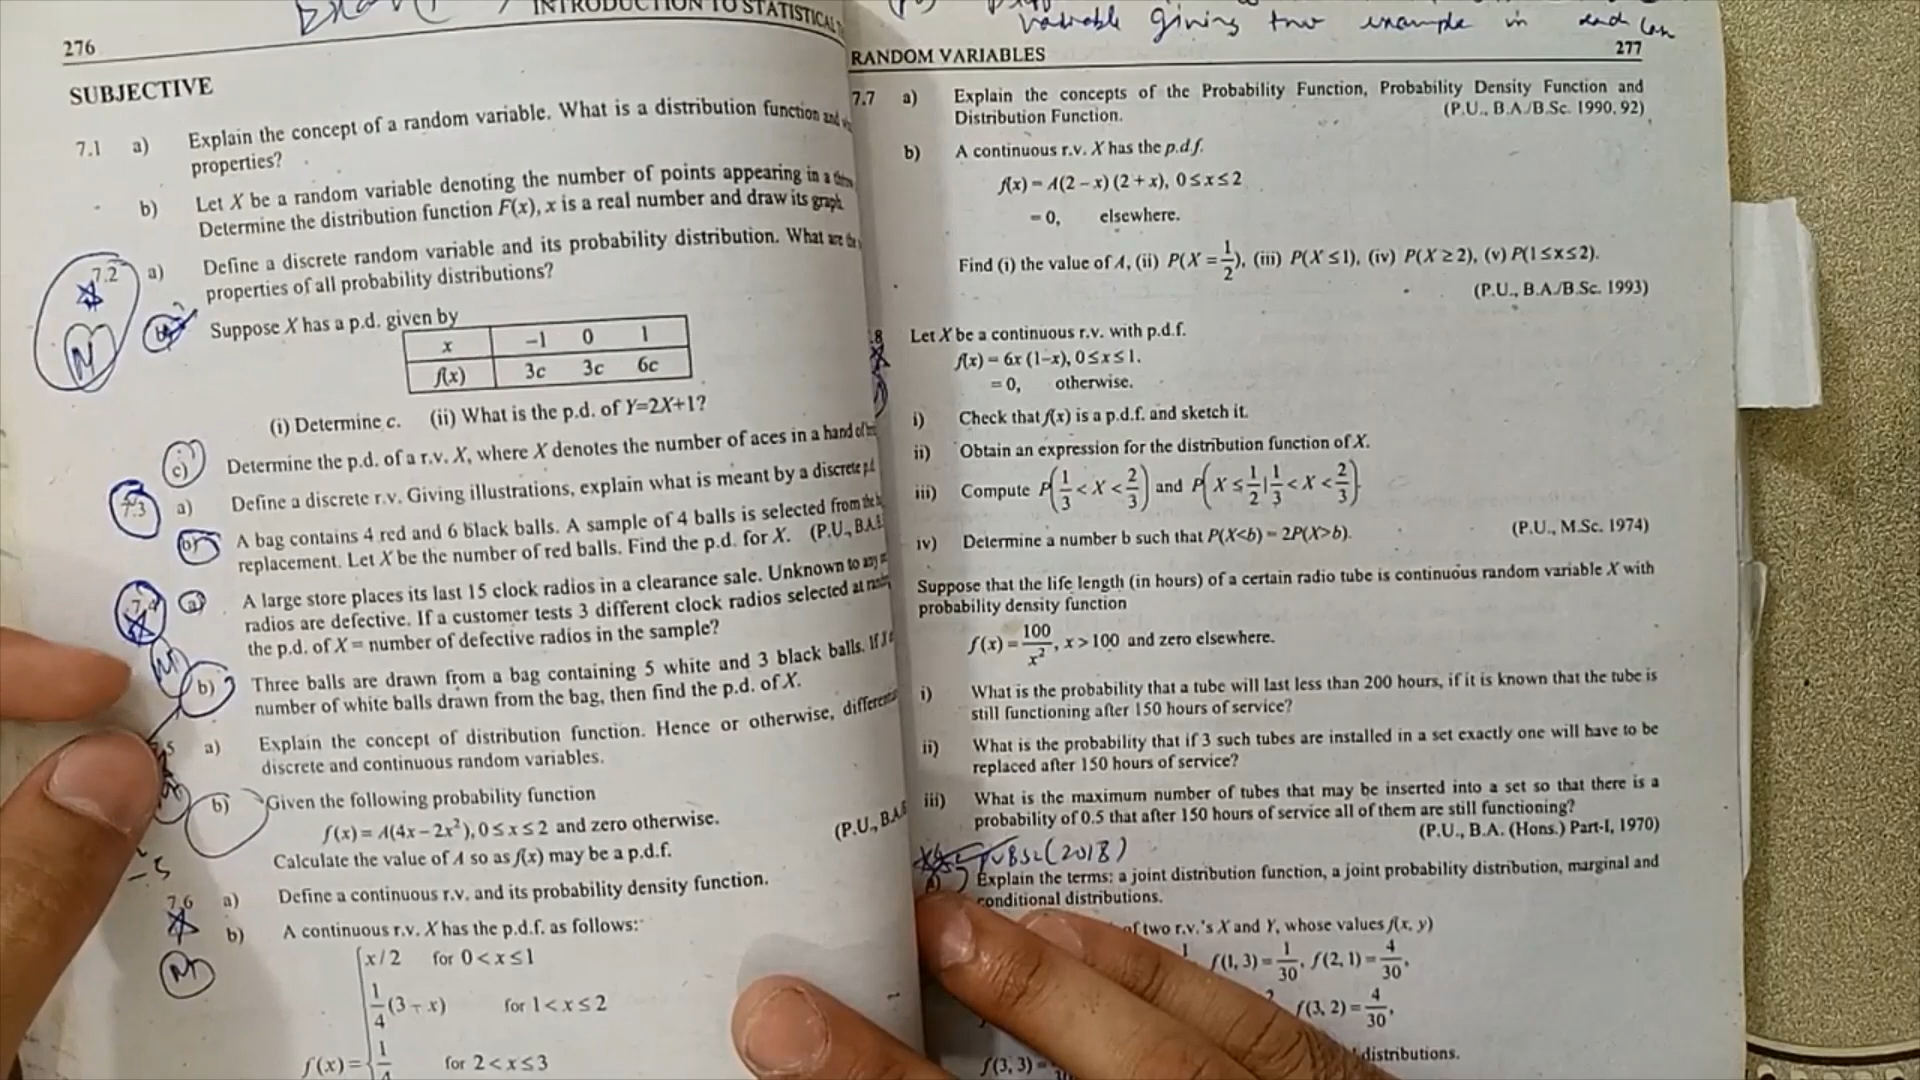 276
INTRODUCTION TO STATISTICAL
SUBJECTIVE
7.1 a) Explain the concept of a random variable. What is a distribution function and
properties?
b) Let X be a random variable denoting the number of points appearing in a
Determine the distribution function F(x), x is a real number and draw its graph
7.2 a) Define a discrete random variable and its probability distribution. What are the
properties of all probability distributions?
b) Suppose X has a p.d. given by
x -1 0 1
f(x) 3c 3c 6c
(i) Determine c. (ii) What is the p.d. of Y=2X+1?
c) Determine the p.d. of a r.v. X, where X denotes the number of aces in a hand of
7.3 a) Define a discrete r.v. Giving illustrations, explain what is meant by a discrete p.d.
b) A bag contains 4 red and 6 black balls. A sample of 4 balls is selected from the
replacement. Let X be the number of red balls. Find the p.d. for X. (P.U., B.A.
7.4 a) A large store places its last 15 clock radios in a clearance sale. Unknown to any
radios are defective. If a customer tests 3 different clock radios selected at
the p.d. of X = number of defective radios in the sample?
b) Three balls are drawn from a bag containing 5 white and 3 black balls. If
number of white balls drawn from the bag, then find the p.d. of X.
a) Explain the concept of distribution function. Hence or otherwise,
discrete and continuous random variables.
b) Given the following probability function
f(x) = A(4x – 2x²), 0 ≤ x ≤ 2 and zero otherwise.
Calculate the value of A so as f(x) may be a p.d.f.
(P.U., B.A.
7.6 a) Define a continuous r.v. and its probability density function.
b) A continuous r.v. X has the p.d.f. as follows:
x/2 for 0 < x ≤ 1
1/4 (3 – x) for 1 < x ≤ 2
f(x) = 1/4 for 2 < x ≤ 3
variable giving two example in each
RANDOM VARIABLES 277
7.7 a) Explain the concepts of the Probability Function, Probability Density Function and
Distribution Function. (P.U., B.A./B.Sc. 1990, 92)
b) A continuous r.v. X has the p.d.f.
f(x) = A(2 – x) (2 + x), 0 ≤ x ≤ 2
= 0, elsewhere.
Find (i) the value of A, (ii) P(X = 1/2), (iii) P(X ≤ 1), (iv) P(X ≥ 2), (v) P(1 ≤ x ≤ 2).
(P.U., B.A./B.Sc. 1993)
.8 Let X be a continuous r.v. with p.d.f.
f(x) = 6x (1–x), 0 ≤ x ≤ 1.
= 0, otherwise.
i) Check that f(x) is a p.d.f. and sketch it.
ii) Obtain an expression for the distribution function of X.
iii) Compute P(1/3 < X < 2/3) and P(X ≤ 1/2 | 1/3 < X < 2/3).
iv) Determine a number b such that P(X<b) = 2P(X>b). (P.U., M.Sc. 1974)
Suppose that the life length (in hours) of a certain radio tube is continuous random variable X with
probability density function
f(x) = 100/x², x > 100 and zero elsewhere.
i) What is the probability that a tube will last less than 200 hours, if it is known that the tube is
still functioning after 150 hours of service?
ii) What is the probability that if 3 such tubes are installed in a set exactly one will have to be
replaced after 150 hours of service?
iii) What is the maximum number of tubes that may be inserted into a set so that there is a
probability of 0.5 that after 150 hours of service all of them are still functioning?
(P.U., B.A. (Hons.) Part-I, 1970)
(2018)
Explain the terms: a joint distribution function, a joint probability distribution, marginal and
conditional distributions.
of two r.v.'s X and Y, whose values f(x, y)
f(1, 3) = 1/30, f(2, 1) = 4/30,
f(3, 2) = 4/30,
f(3, 3) =
distributions.